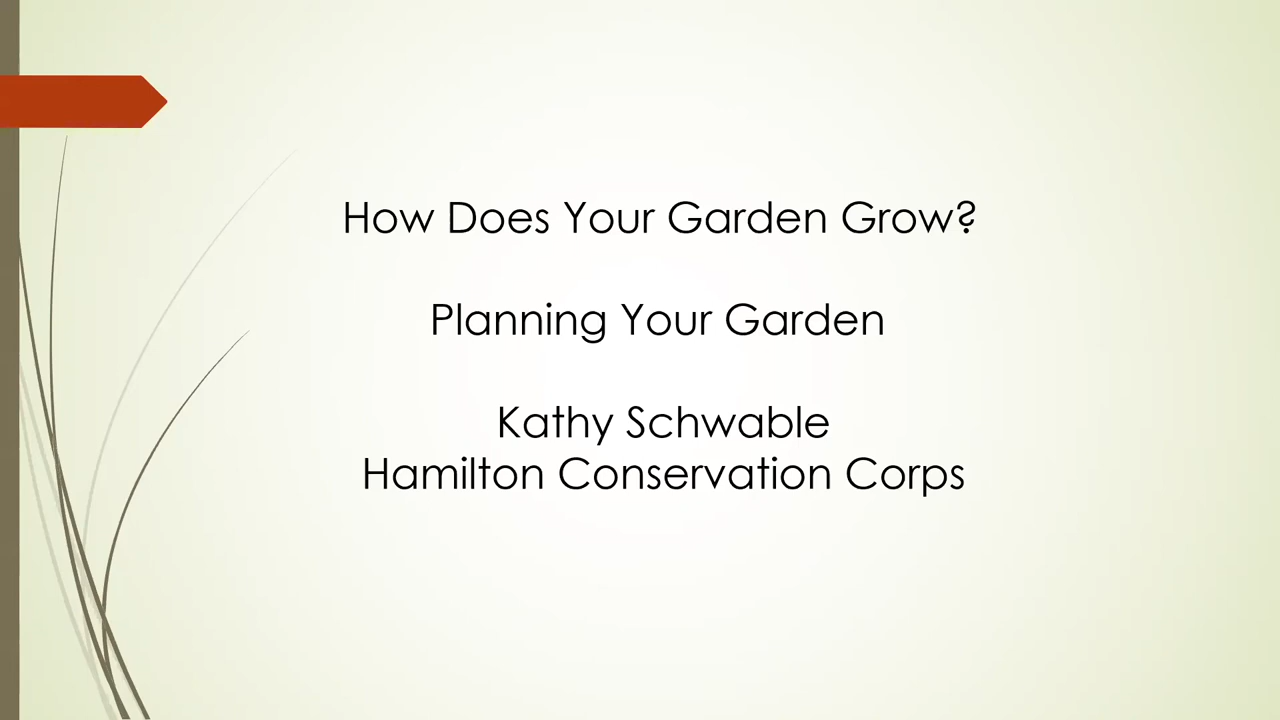 How Does Your Garden Grow?
Planning Your Garden
Kathy Schwable
Hamilton Conservation Corps